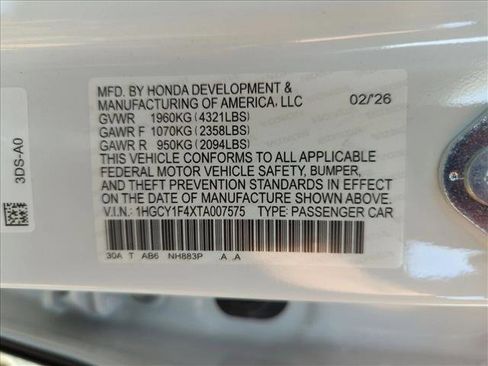 MFD. BY HONDA DEVELOPMENT &
MANUFACTURING OF AMERICA, LLC 02/'26
GVWR 1960KG (4321LBS)
GAWR F 1070KG (2358LBS)
GAWR R 950KG (2094LBS)
THIS VEHICLE CONFORMS TO ALL APPLICABLE
FEDERAL MOTOR VEHICLE SAFETY, BUMPER,
AND THEFT PREVENTION STANDARDS IN EFFECT
ON THE DATE OF MANUFACTURE SHOWN ABOVE.
V.I.N.: 1HGCY1F4XTA007575 TYPE: PASSENGER CAR
30A T AB6 NH883P .A .A
3DS-A0